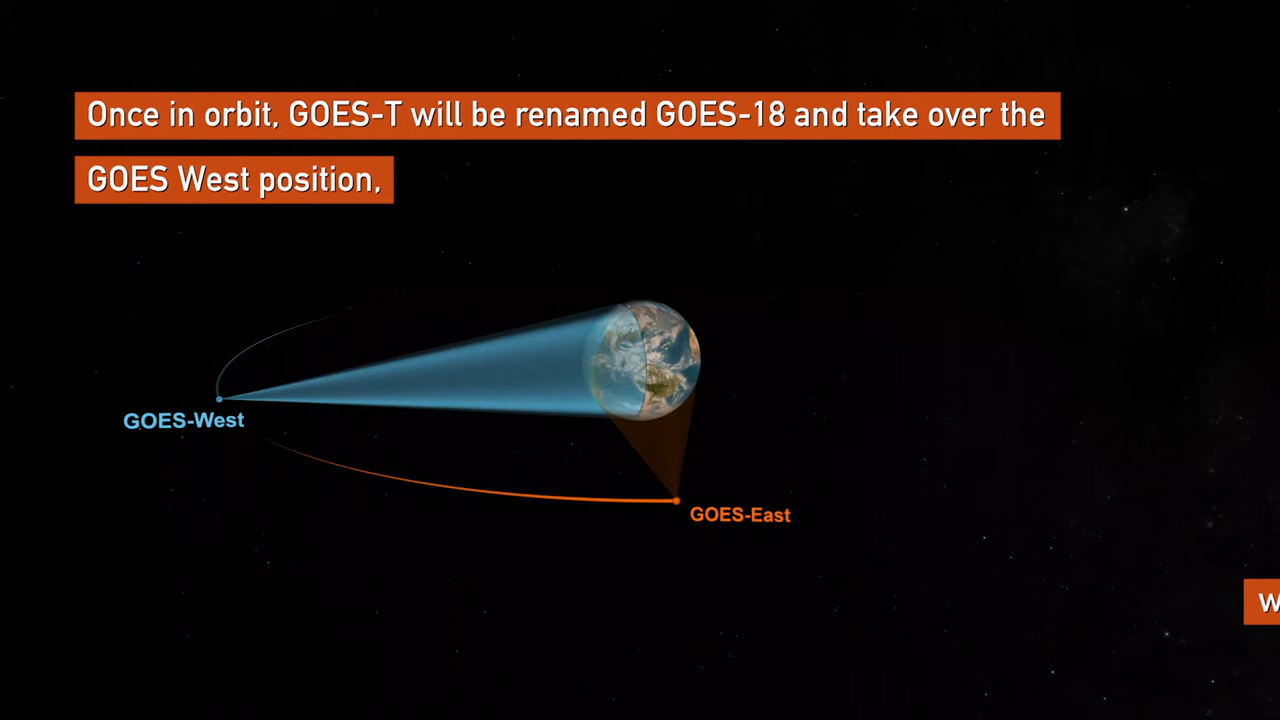 Once in orbit, GOES-T will be renamed GOES-18 and take over the
GOES West position,
GOES-West
GOES-East